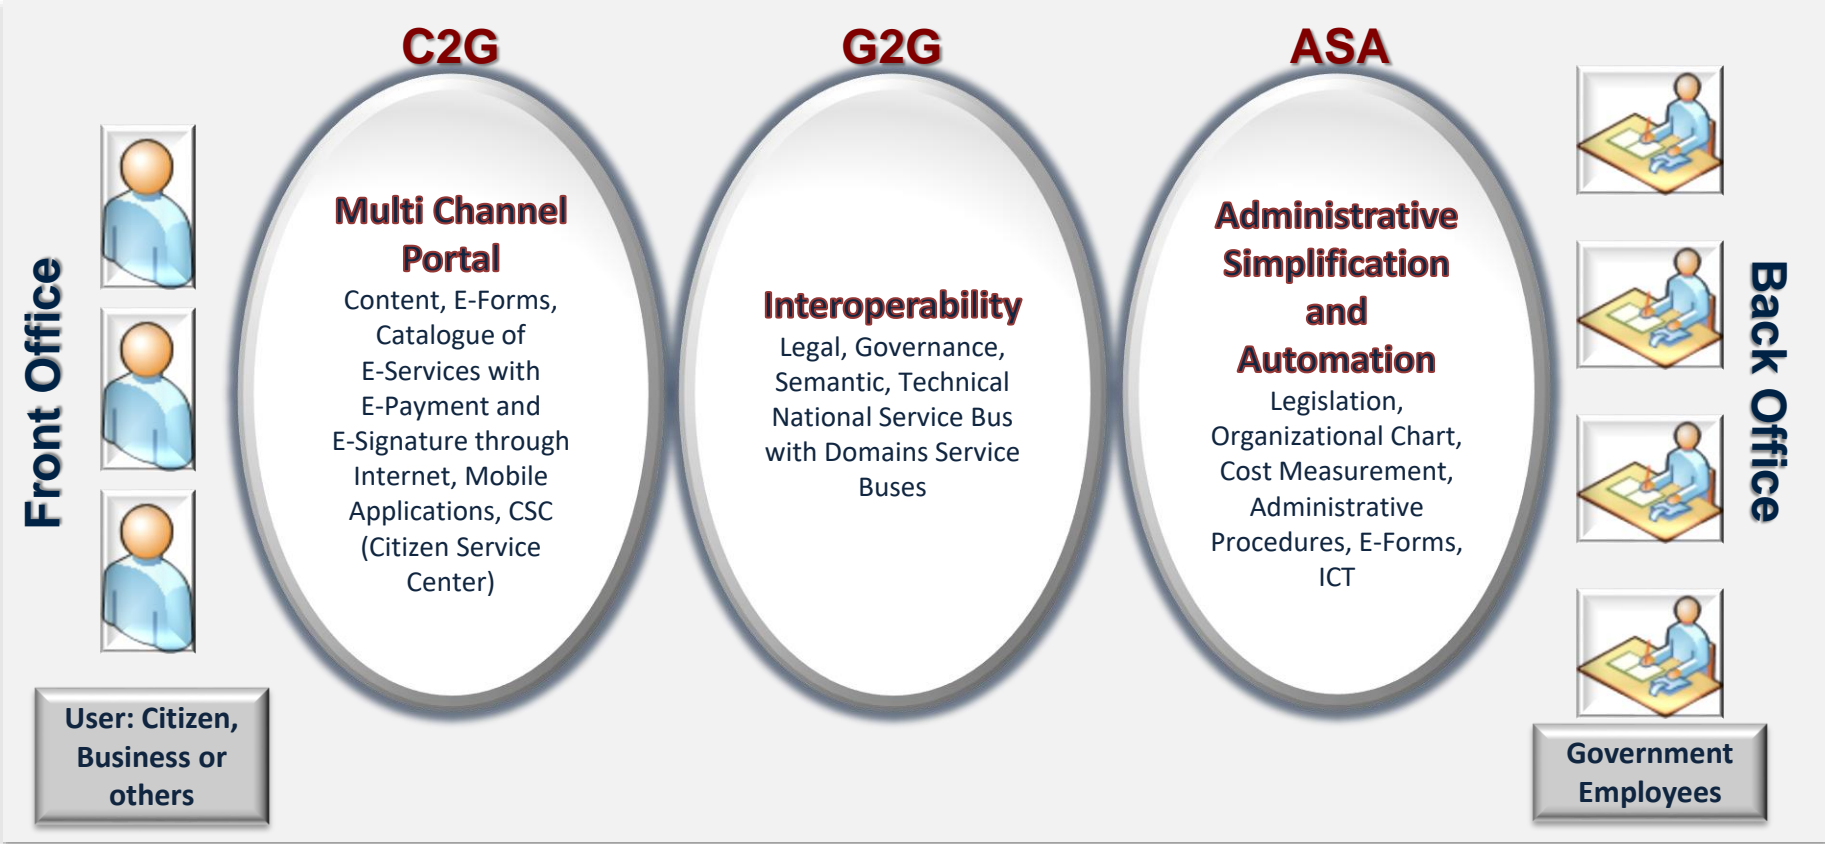 C2G
G2G
ASA
Front Office
Multi Channel
Portal
Content, E-Forms,
Catalogue of
E-Services with
E-Payment and
E-Signature through
Internet, Mobile
Applications, CSC
(Citizen Service
Center)
Interoperability
Legal, Governance,
Semantic, Technical
National Service Bus
with Domains Service
Buses
Administrative
Simplification
and
Automation
Legislation,
Organizational Chart,
Cost Measurement,
Administrative
Procedures, E-Forms,
ICT
Back Office
User: Citizen,
Business or
others
Government
Employees